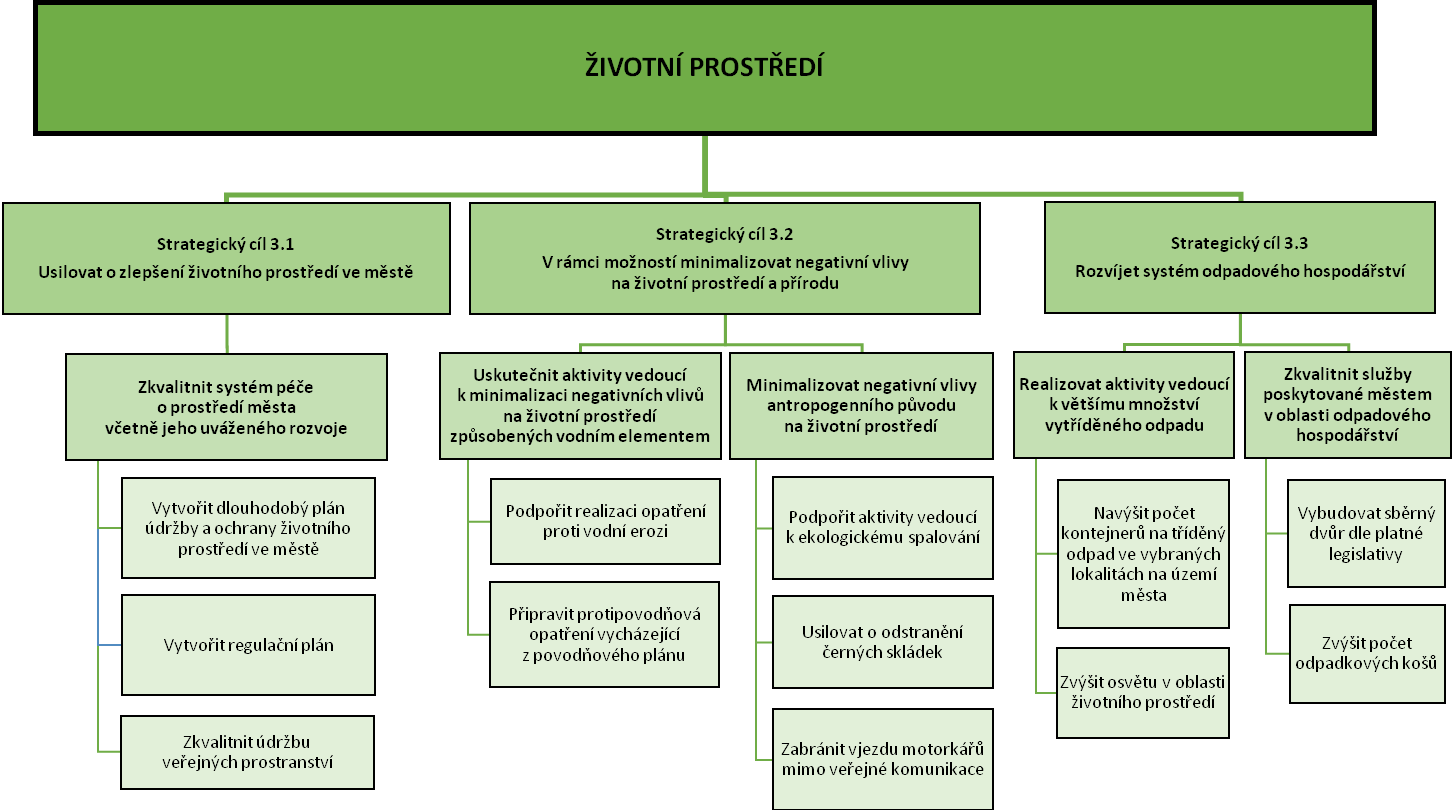 ŽIVOTNÍ PROSTŘEDÍ
Strategický cíl 3.1
Usilovat o zlepšení životního prostředí ve městě
Zkvalitnit systém péče
o prostředí města
včetně jeho uváženého rozvoje
Vytvořit dlouhodobý plán
údržby a ochrany životního
prostředí ve městě
Vytvořit regulační plán
Zkvalitnit údržbu
veřejných prostranství
Strategický cíl 3.2
V rámci možností minimalizovat negativní vlivy
na životní prostředí a přírodu
Uskutečnit aktivity vedoucí
k minimalizaci negativních vlivů
na životní prostředí
způsobených vodním elementem
Podpořit realizaci opatření
proti vodní erozi
Připravit protipovodňová
opatření vycházející
z povodňového plánu
Minimalizovat negativní vlivy
antropogenního původu
na životní prostředí
Podpořit aktivity vedoucí
k ekologickému spalování
Usilovat o odstranění
černých skládek
Zabránit vjezdu motorkářů
mimo veřejné komunikace
Strategický cíl 3.3
Rozvíjet systém odpadového hospodářství
Realizovat aktivity vedoucí
k většímu množství
vytříděného odpadu
Navýšit počet
kontejnerů na tříděný
odpad ve vybraných
lokalitách na území
města
Zvýšit osvětu v oblasti
životního prostředí
Zkvalitnit služby
poskytované městem
v oblasti odpadového
hospodářství
Vybudovat sběrný
dvůr dle platné
legislativy
Zvýšit počet
odpadkových košů